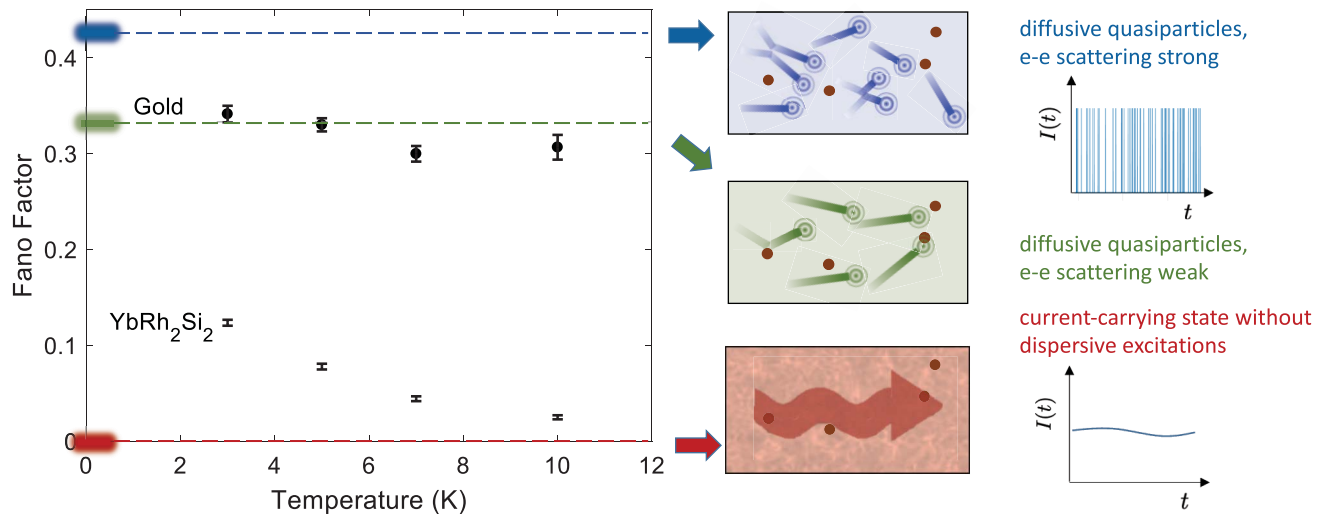 0.4
0.3
0.2
0.1
0
Fano Factor
Gold
YbRh2Si2
0 2 4 6 8 10 12
Temperature (K)
diffusive quasiparticles,
e-e scattering strong
I(t)
t
diffusive quasiparticles,
e-e scattering weak
current-carrying state without
dispersive excitations
I(t)
t